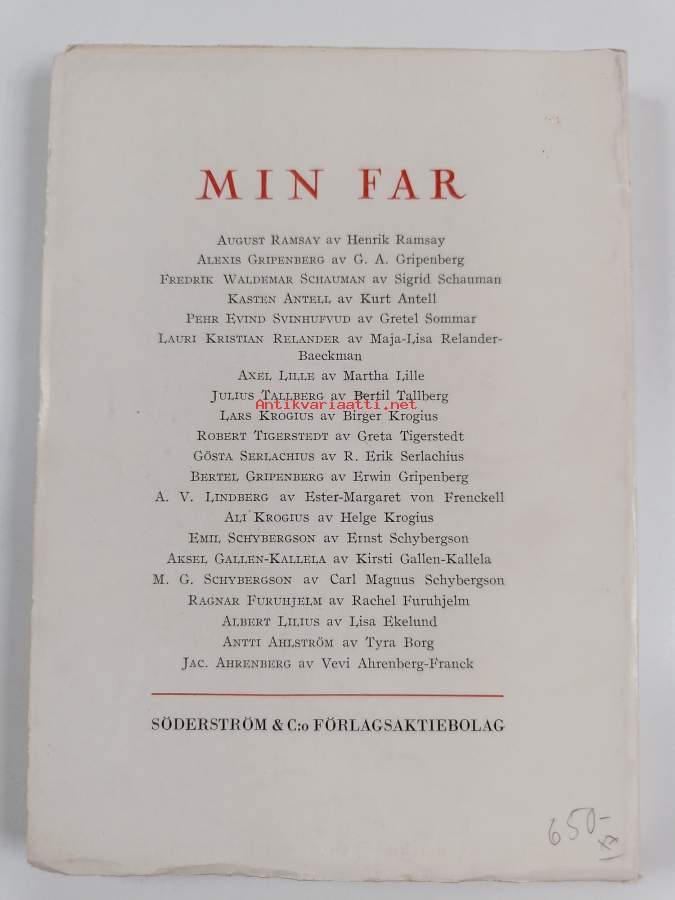 MIN FAR
AUGUST RAMSAY av Henrik Ramsay
ALEXIS GRIPENBERG av G. A. Gripenberg
FREDRIK WALDEMAR SCHAUMAN av Sigrid Schauman
KASTEN ANTELL av Kurt Antell
PEHR EVIND SVINHUFVUD av Gretel Sommar
LAURI KRISTIAN RELANDER av Maja-Lisa Relander-
Baeckman
AXEL LILLE av Martha Lille
JULIUS TALLBERG av Bertil Tallberg
Antikvariaatti.net
LARS KROGIUS av Birger Krogius
ROBERT TIGERSTEDT av Greta Tigerstedt
GÖSTA SERLACHIUS av R. Erik Serlachius
BERTEL GRIPENBERG av Erwin Gripenberg
A. V. LINDBERG av Ester-Margaret von Frenckell
ALI KROGIUS av Helge Krogius
EMIL SCHYBERGSON av Ernst Schybergson
AKSEL GALLEN-KALLELA av Kirsti Gallen-Kallela
M. G. SCHYBERGSON av Carl Magnus Schybergson
RAGNAR FURUHJELM av Rachel Furuhjelm
ALBERT LILIUS av Lisa Ekelund
ANTTI AHLSTRÖM av Tyra Borg
JAC. AHRENBERG av Vevi Ahrenberg-Franck
SÖDERSTRÖM & C:o FÖRLAGSAKTIEBOLAG
650-